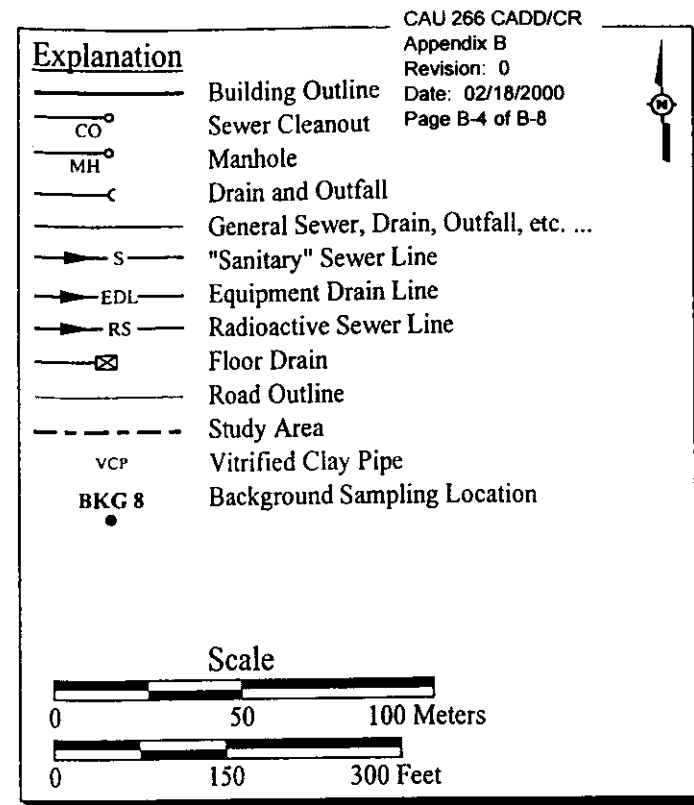 CAU 266 CADD/CR
Appendix B
Revision: 0
Date: 02/18/2000
Page B-4 of B-8
N
Explanation
Building Outline
CO Sewer Cleanout
MH Manhole
Drain and Outfall
General Sewer, Drain, Outfall, etc. ...
S "Sanitary" Sewer Line
EDL Equipment Drain Line
RS Radioactive Sewer Line
Floor Drain
Road Outline
Study Area
VCP Vitrified Clay Pipe
BKG 8 Background Sampling Location
Scale
0 50 100 Meters
0 150 300 Feet